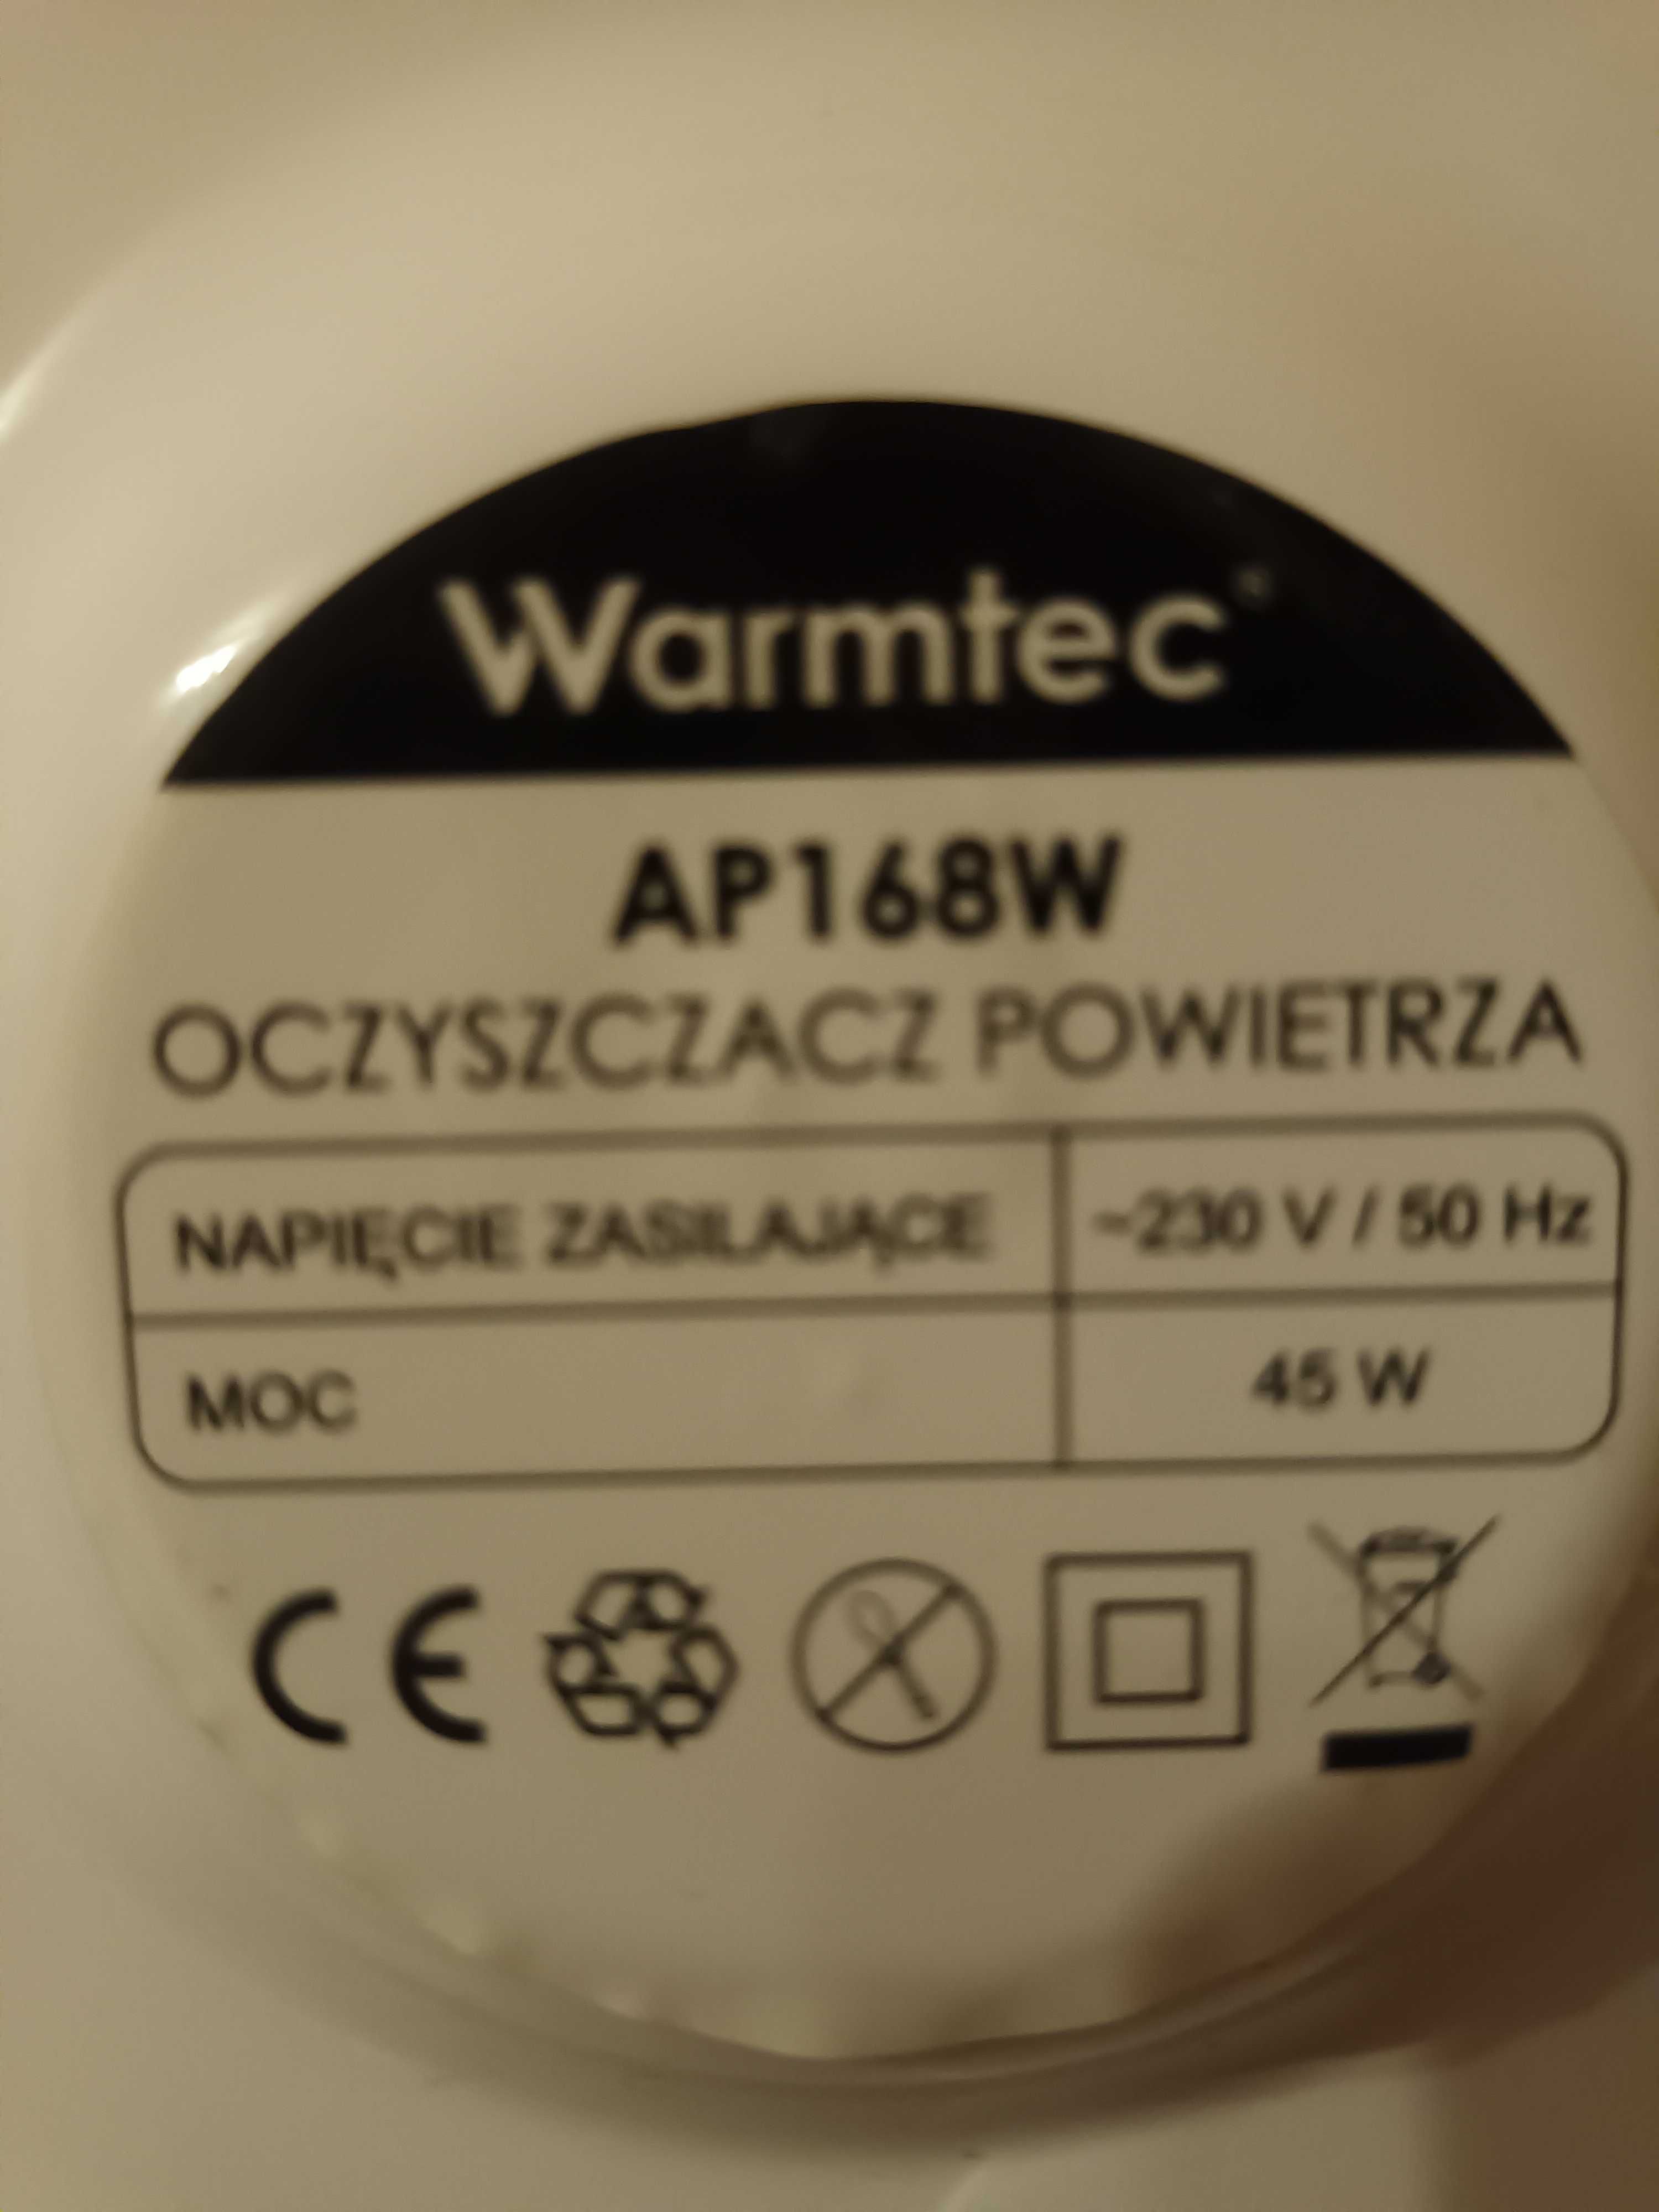 Warmtec
AP168W
OCZYSZCZACZ POWIETRZA
NAPIĘCIE ZASILAJĄCE ~230 V / 50 Hz
MOC 45 W
CE